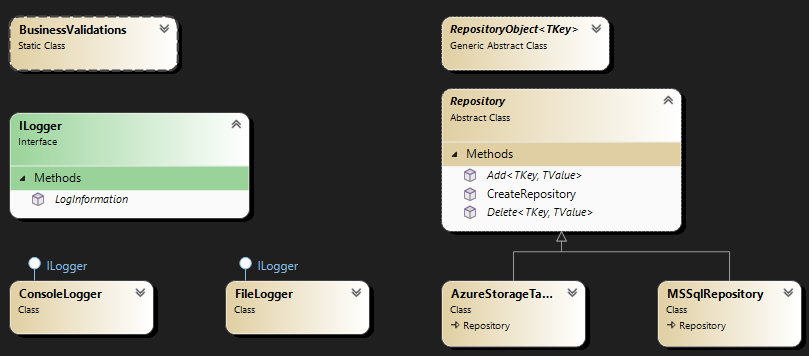 BusinessValidations
Static Class
RepositoryObject<TKey>
Generic Abstract Class
ILogger
Interface
Methods
LogInformation
Repository
Abstract Class
Methods
Add<TKey, TValue>
CreateRepository
Delete<TKey, TValue>
ILogger
ConsoleLogger
Class
ILogger
FileLogger
Class
AzureStorageTa...
Class
Repository
MSSqlRepository
Class
Repository